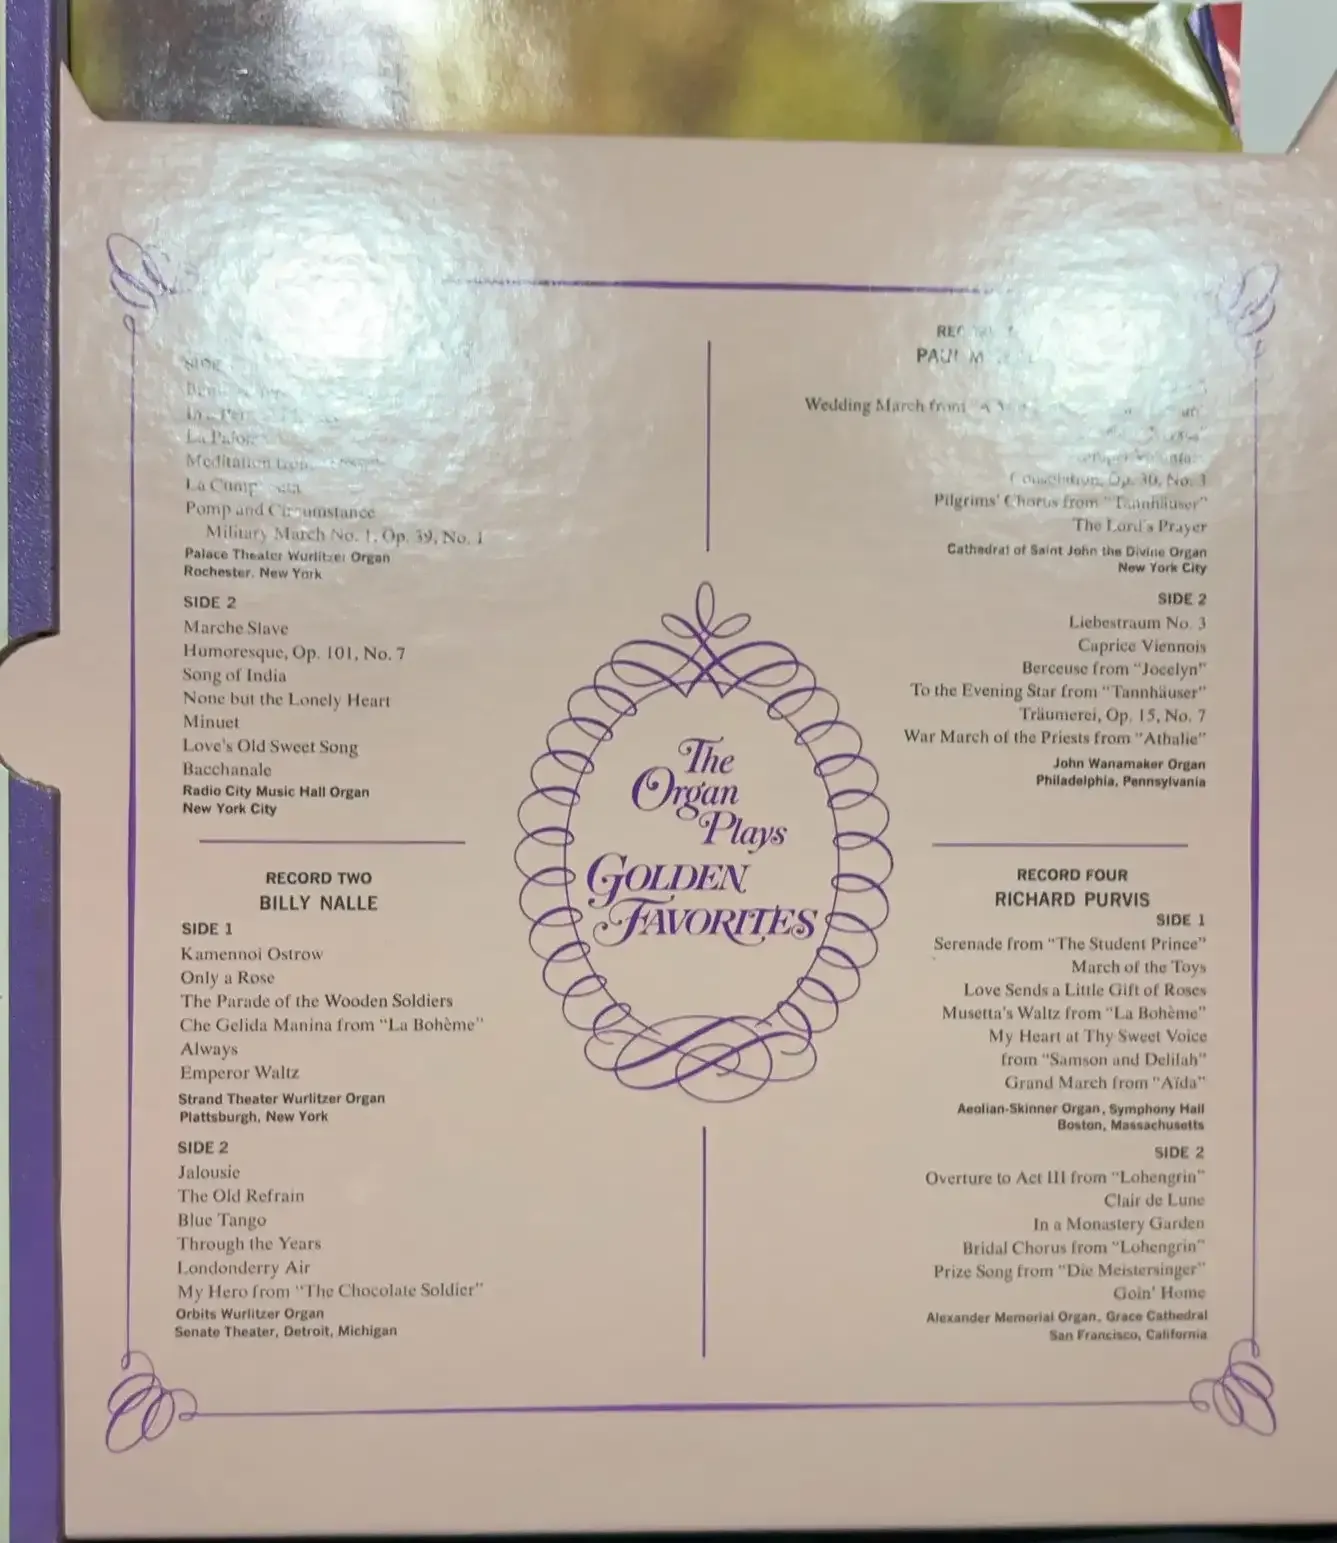 La
Meditation
La
Pomp and Circumstance
Military March No. 1, Op. 39, No. 1
Palace Theater Wurlitzer Organ
Rochester, New York
SIDE 2
Marche Slave
Humoresque, Op. 101, No. 7
Song of India
None but the Lonely Heart
Minuet
Love's Old Sweet Song
Bacchanale
Radio City Music Hall Organ
New York City
RECORD TWO
BILLY NALLE
SIDE 1
Kamennoi Ostrow
Only a Rose
The Parade of the Wooden Soldiers
Che Gelida Manina from "La Bohème"
Always
Emperor Waltz
Strand Theater Wurlitzer Organ
Plattsburgh, New York
SIDE 2
Jalousie
The Old Refrain
Blue Tango
Through the Years
Londonderry Air
My Hero from "The Chocolate Soldier"
Orbits Wurlitzer Organ
Senate Theater, Detroit, Michigan
The
Organ
Plays
GOLDEN
FAVORITES
PAUL
Wedding March from
Consolation, Op. 30, No. 3
Pilgrims' Chorus from "Tannhäuser"
The Lord's Prayer
Cathedral of Saint John the Divine Organ
New York City
SIDE 2
Liebestraum No. 3
Caprice Viennois
Berceuse from "Jocelyn"
To the Evening Star from "Tannhäuser"
Träumerei, Op. 15, No. 7
War March of the Priests from "Athalie"
John Wanamaker Organ
Philadelphia, Pennsylvania
RECORD FOUR
RICHARD PURVIS
SIDE 1
Serenade from "The Student Prince"
March of the Toys
Love Sends a Little Gift of Roses
Musetta's Waltz from "La Bohème"
My Heart at Thy Sweet Voice
from "Samson and Delilah"
Grand March from "Aïda"
Aeolian-Skinner Organ, Symphony Hall
Boston, Massachusetts
SIDE 2
Overture to Act III from "Lohengrin"
Clair de Lune
In a Monastery Garden
Bridal Chorus from "Lohengrin"
Prize Song from "Die Meistersinger"
Goin' Home
Alexander Memorial Organ, Grace Cathedral
San Francisco, California